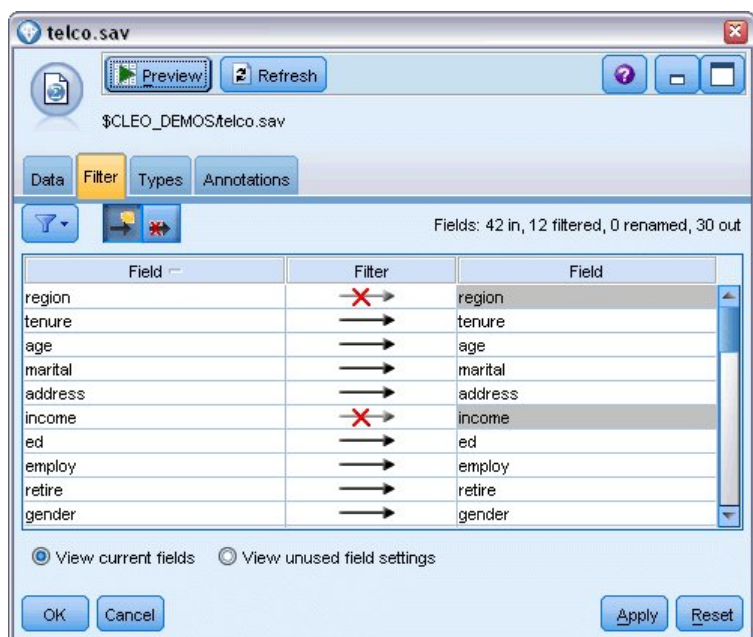 telco.sav
Preview Refresh
$CLEO_DEMOS/telco.sav
Data Filter Types Annotations
Fields: 42 in, 12 filtered, 0 renamed, 30 out
Field Filter Field
region region
tenure tenure
age age
marital marital
address address
income income
ed ed
employ employ
retire retire
gender gender
View current fields View unused field settings
OK Cancel Apply Reset